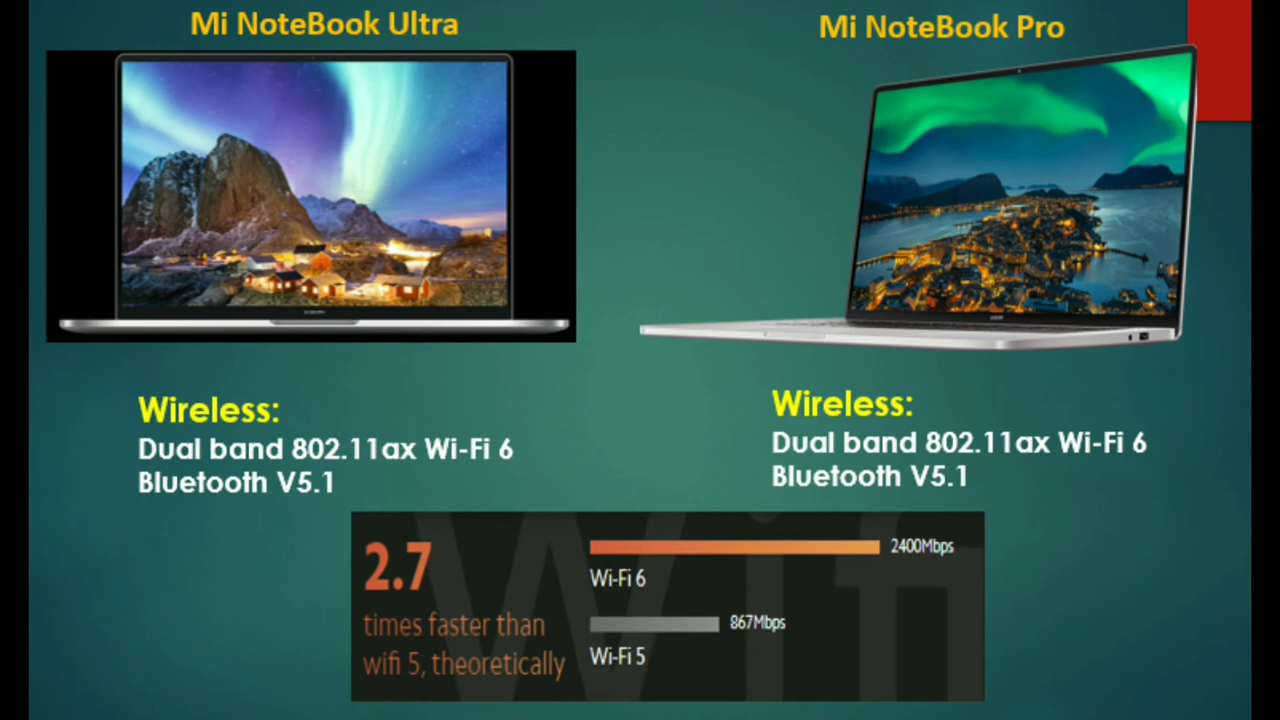 Mi NoteBook Ultra
Mi NoteBook Pro
Wireless:
Dual band 802.11ax Wi-Fi 6
Bluetooth V5.1
Wireless:
Dual band 802.11ax Wi-Fi 6
Bluetooth V5.1
Wifi
2.7
times faster than
wifi 5, theoretically
2400Mbps
Wi-Fi 6
867Mbps
Wi-Fi 5